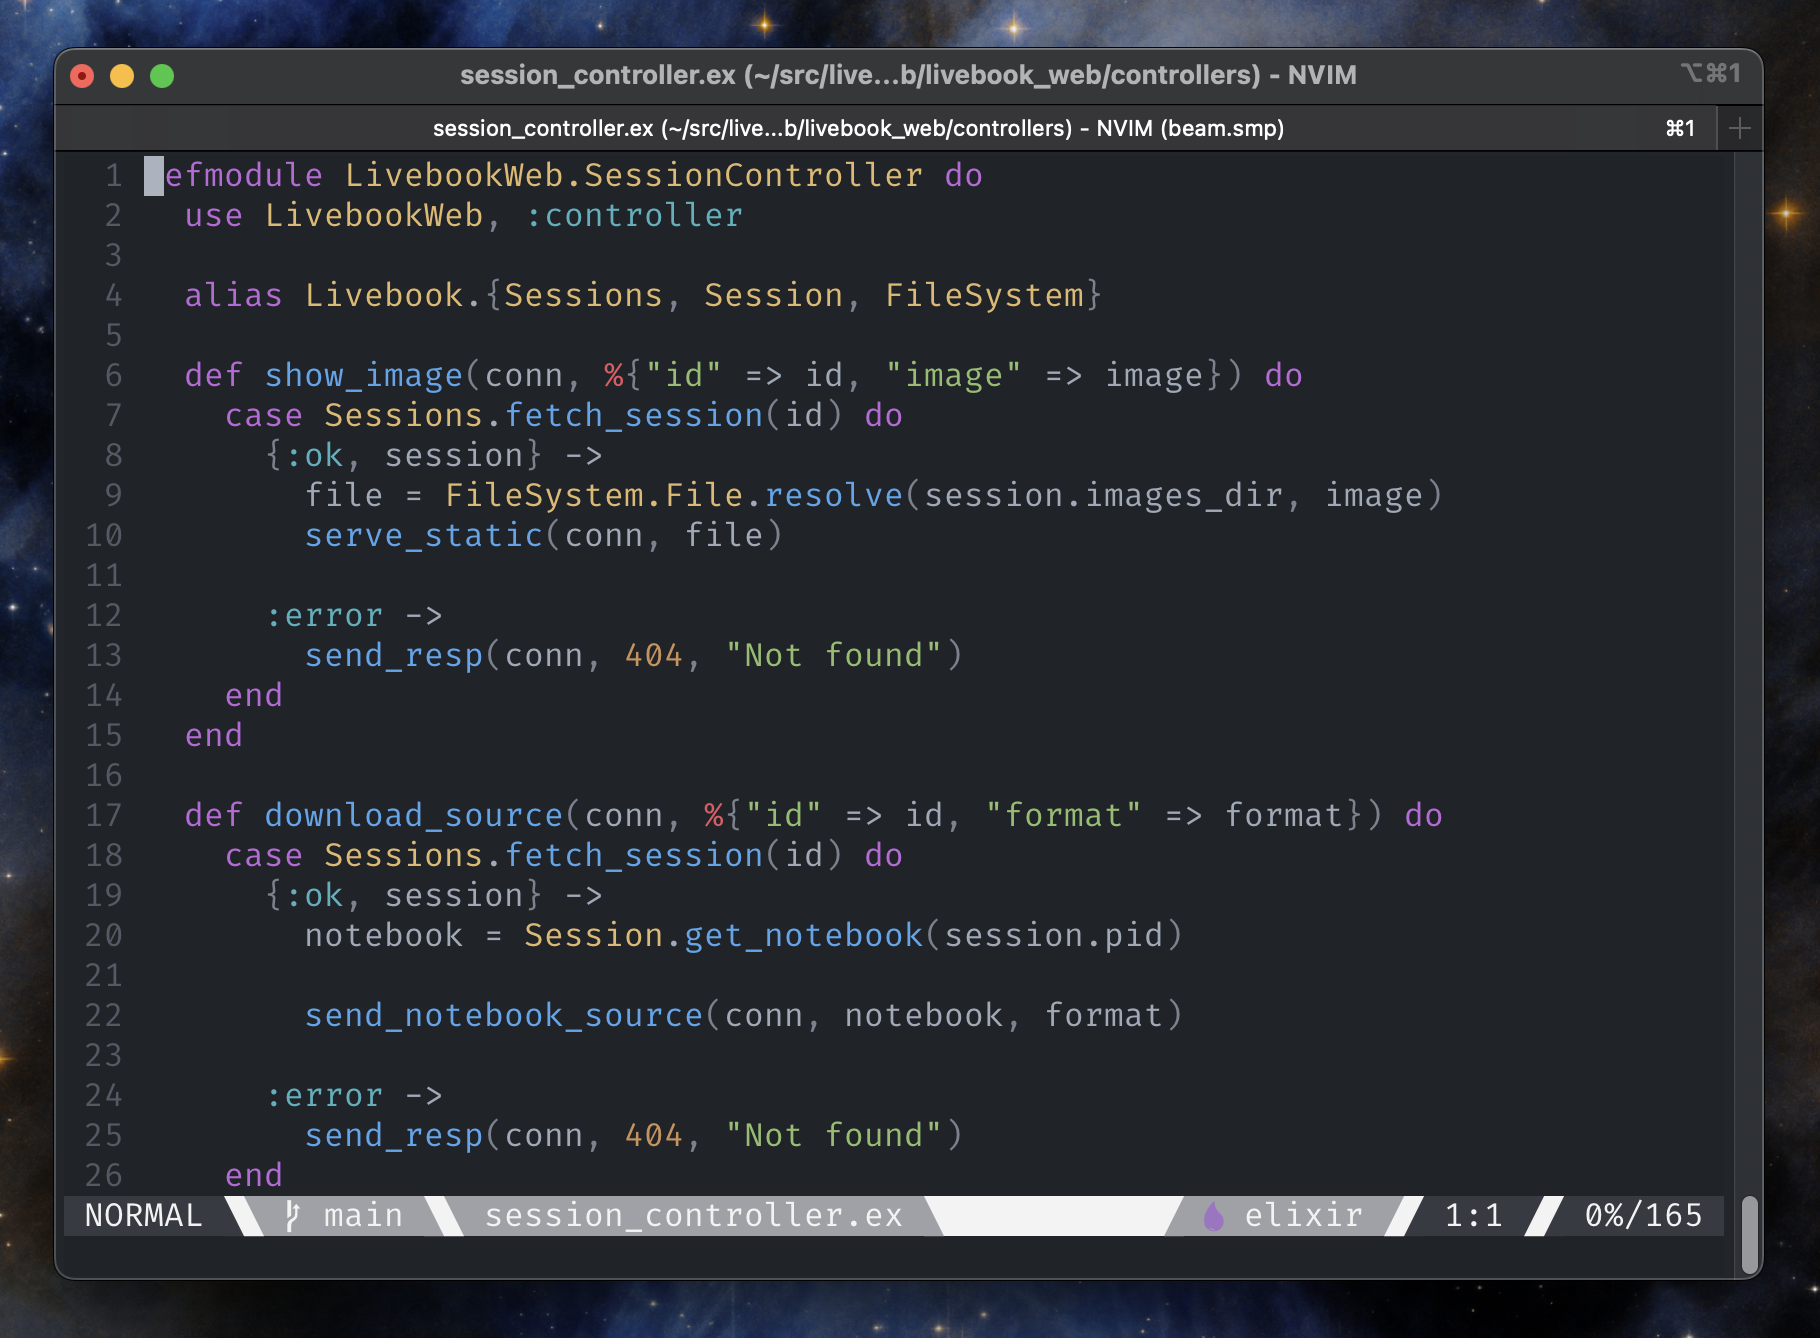 session_controller.ex (~/src/live...b/livebook_web/controllers) - NVIM ⌥⌘1
session_controller.ex (~/src/live...b/livebook_web/controllers) - NVIM (beam.smp) ⌘1 +
1 efmodule LivebookWeb.SessionController do
2   use LivebookWeb, :controller
3
4   alias Livebook.{Sessions, Session, FileSystem}
5
6   def show_image(conn, %{"id" => id, "image" => image}) do
7     case Sessions.fetch_session(id) do
8       {:ok, session} ->
9         file = FileSystem.File.resolve(session.images_dir, image)
10         serve_static(conn, file)
11
12       :error ->
13         send_resp(conn, 404, "Not found")
14     end
15   end
16
17   def download_source(conn, %{"id" => id, "format" => format}) do
18     case Sessions.fetch_session(id) do
19       {:ok, session} ->
20         notebook = Session.get_notebook(session.pid)
21
22         send_notebook_source(conn, notebook, format)
23
24       :error ->
25         send_resp(conn, 404, "Not found")
26     end
NORMAL main session_controller.ex elixir 1:1 0%/165